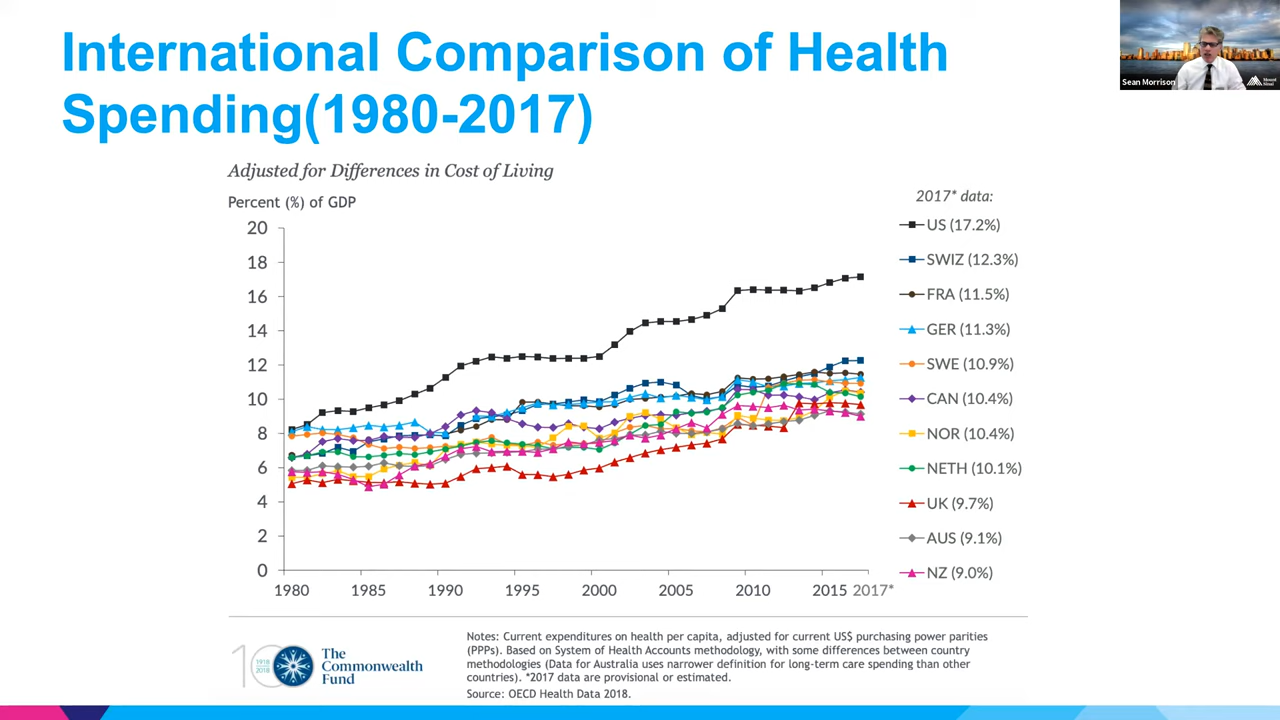 International Comparison of Health
Spending(1980-2017)
Sean Morrison
Mount
Sinai
Adjusted for Differences in Cost of Living
Percent (%) of GDP
2017* data:
20
18
16
14
12
10
8
6
4
2
0
1980 1985 1990 1995 2000 2005 2010 2015 2017*
US (17.2%)
SWIZ (12.3%)
FRA (11.5%)
GER (11.3%)
SWE (10.9%)
CAN (10.4%)
NOR (10.4%)
NETH (10.1%)
UK (9.7%)
AUS (9.1%)
NZ (9.0%)
100
1918
2018
The
Commonwealth
Fund
Notes: Current expenditures on health per capita, adjusted for current US$ purchasing power parities
(PPPs). Based on System of Health Accounts methodology, with some differences between country
methodologies (Data for Australia uses narrower definition for long-term care spending than other
countries). *2017 data are provisional or estimated.
Source: OECD Health Data 2018.